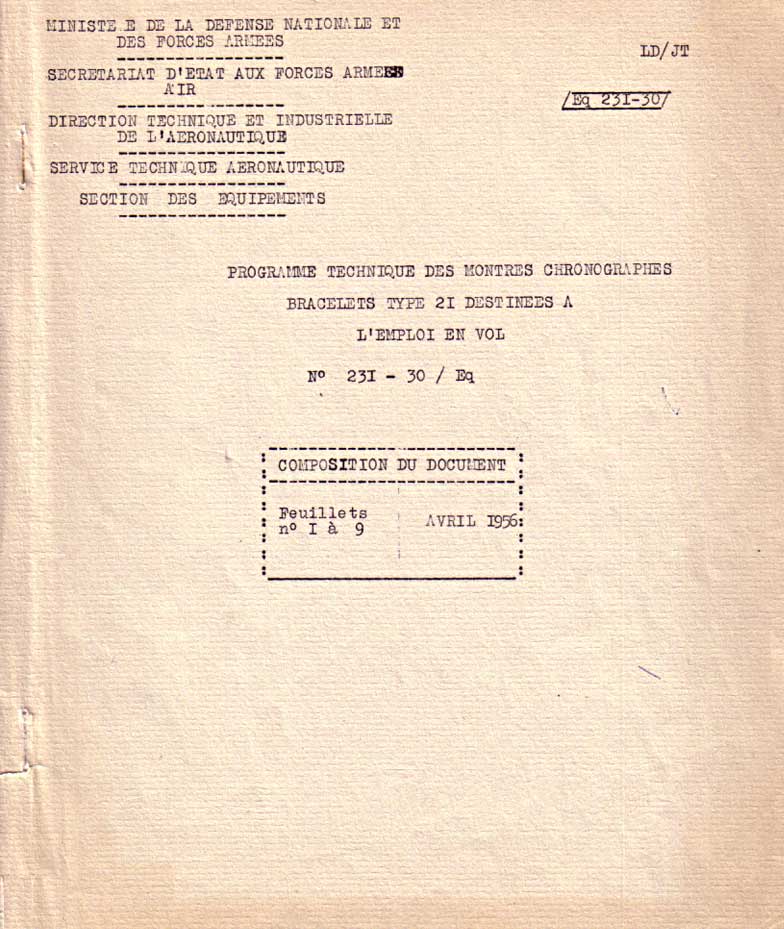 MINISTE E DE LA DEFENSE NATIONALE ET
DES FORCES ARMEES
LD/JT
SECRETARIAT D'ETAT AUX FORCES ARMEES
AIR
/Eq 23I-30/
DIRECTION TECHNIQUE ET INDUSTRIELLE
DE L'AERONAUTIQUE
SERVICE TECHNIQUE AERONAUTIQUE
SECTION DES EQUIPEMENTS
PROGRAMME TECHNIQUE DES MONTRES CHRONOGRAPHES
BRACELETS TYPE 2I DESTINEES A
L'EMPLOI EN VOL
N° 23I - 30 / Eq
COMPOSITION DU DOCUMENT
Feuillets
n° I à 9
AVRIL I956